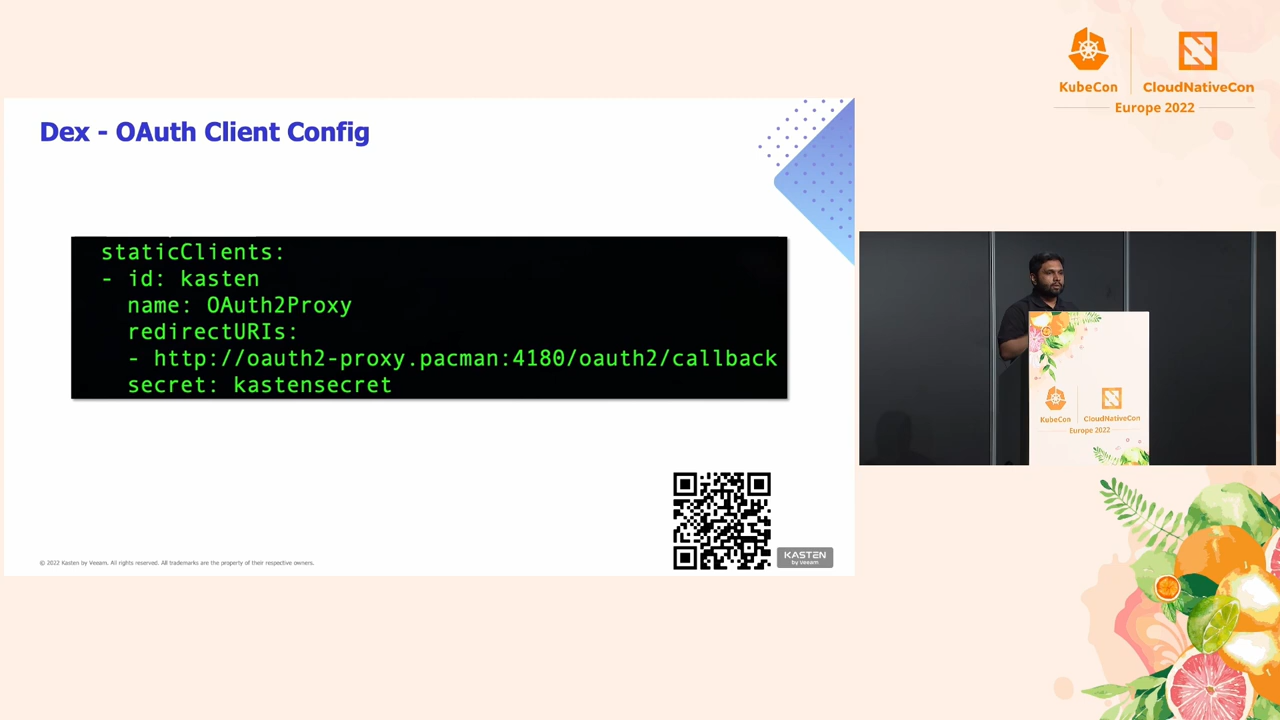 KubeCon
CloudNativeCon
Europe 2022
Dex - OAuth Client Config
staticClients:
- id: kasten
name: OAuth2Proxy
redirectURIs:
- http://oauth2-proxy.pacman:4180/oauth2/callback
secret: kastensecret
© 2022 Kasten by Veeam. All rights reserved. All trademarks are the property of their respective owners.
KASTEN
by Veeam
KubeCon
CloudNativeCon
Europe 2022